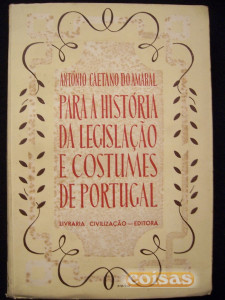 ANTÓNIO CAETANO DO AMARAL
PARA A HISTÓRIA
DA LEGISLAÇÃO
E COSTUMES
DE PORTUGAL
LIVRARIA CIVILIZAÇÃO — EDITORA
coisas